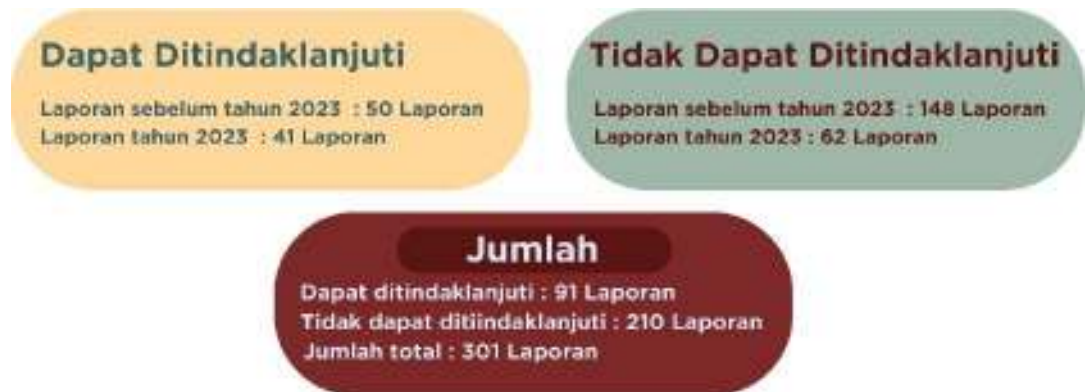 Dapat Ditindaklanjuti
Laporan sebelum tahun 2023 : 50 Laporan
Laporan tahun 2023 : 41 Laporan
Tidak Dapat Ditindaklanjuti
Laporan sebelum tahun 2023 : 148 Laporan
Laporan tahun 2023 : 62 Laporan
Jumlah
Dapat ditindaklanjuti : 91 Laporan
Tidak dapat ditiindaklanjuti : 210 Laporan
Jumlah total : 301 Laporan